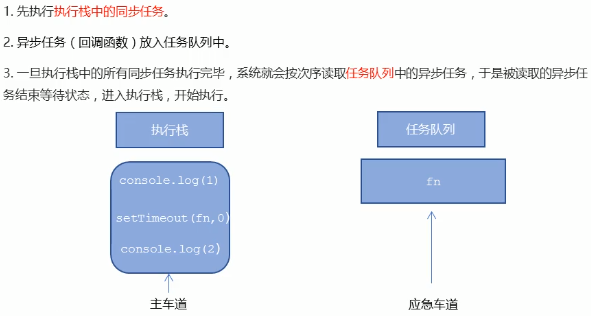 1. 先执行执行栈中的同步任务。
2. 异步任务（回调函数）放入任务队列中。
3. 一旦执行栈中的所有同步任务执行完毕，系统就会按次序读取任务队列中的异步任务，于是被读取的异步任
务结束等待状态，进入执行栈，开始执行。
执行栈
任务队列
console.log(1)
fn
setTimeout(fn,0)
console.log(2)
主车道
应急车道